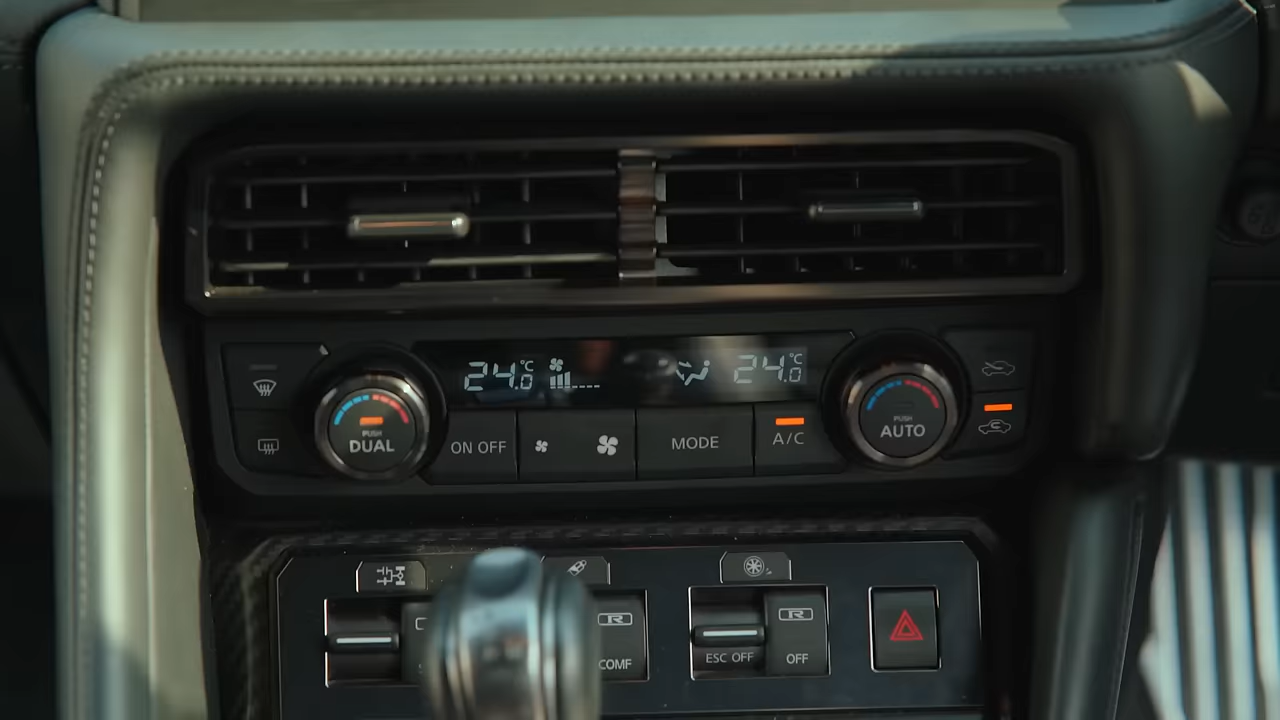 24.0 °C
24.0 °C
PUSH
DUAL
ON OFF
MODE
A/C
PUSH
AUTO
R
R
COMF
ESC OFF
OFF